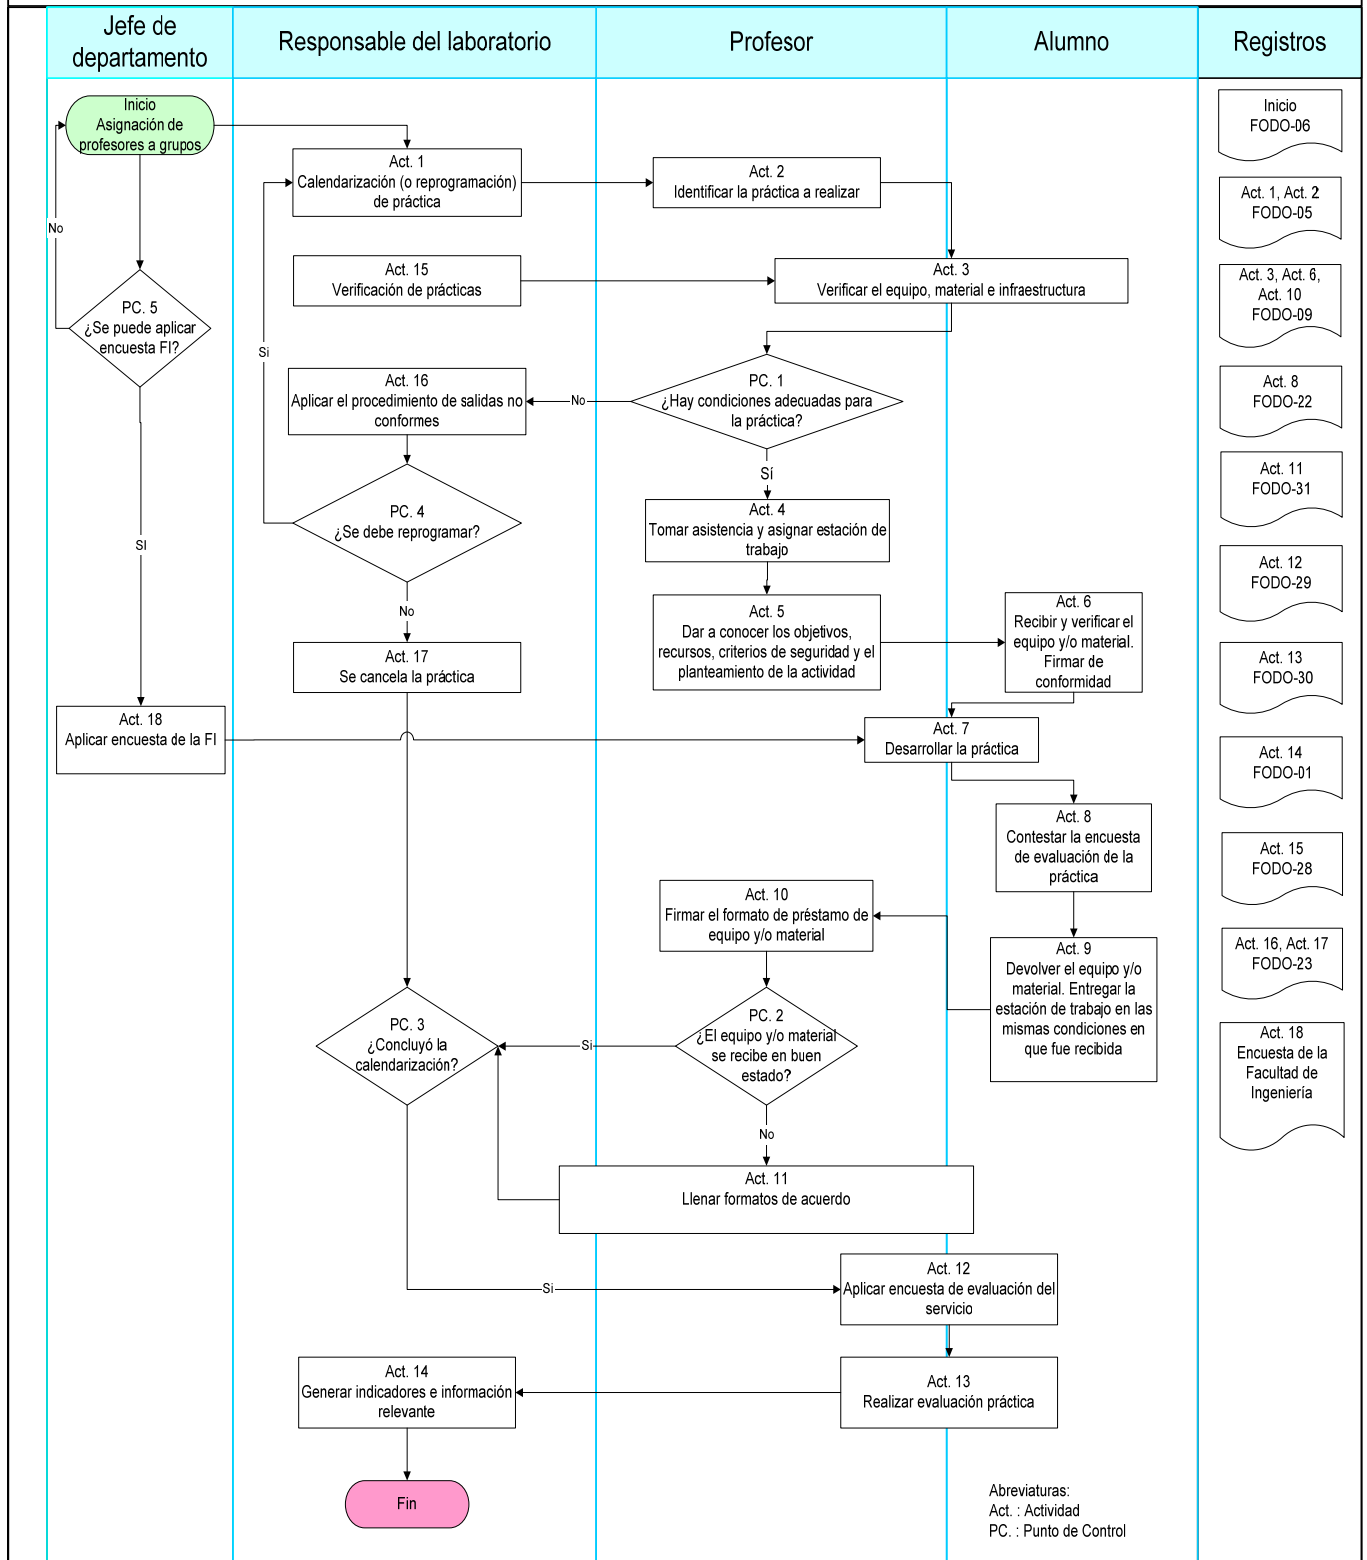 Jefe de
departamento
Responsable del laboratorio
Profesor
Alumno
Registros
Inicio
Asignación de
profesores a grupos
No
PC. 5
¿Se puede aplicar
encuesta FI?
SI
Act. 18
Aplicar encuesta de la FI
Act. 1
Calendarización (o reprogramación)
de práctica
Act. 15
Verificación de prácticas
Si
Act. 16
Aplicar el procedimiento de salidas no
conformes
No
PC. 4
¿Se debe reprogramar?
No
Act. 17
Se cancela la práctica
PC. 3
¿Concluyó la
calendarización?
Si
Si
Act. 14
Generar indicadores e información
relevante
Fin
Act. 2
Identificar la práctica a realizar
Act. 3
Verificar el equipo, material e infraestructura
PC. 1
¿Hay condiciones adecuadas para
la práctica?
Sí
Act. 4
Tomar asistencia y asignar estación de
trabajo
Act. 5
Dar a conocer los objetivos,
recursos, criterios de seguridad y el
planteamiento de la actividad
Act. 6
Recibir y verificar el
equipo y/o material.
Firmar de
conformidad
Act. 7
Desarrollar la práctica
Act. 8
Contestar la encuesta
de evaluación de la
práctica
Act. 9
Devolver el equipo y/o
material. Entregar la
estación de trabajo en las
mismas condiciones en
que fue recibida
Act. 10
Firmar el formato de préstamo de
equipo y/o material
PC. 2
¿El equipo y/o material
se recibe en buen
estado?
No
Act. 11
Llenar formatos de acuerdo
Act. 12
Aplicar encuesta de evaluación del
servicio
Act. 13
Realizar evaluación práctica
Abreviaturas:
Act. : Actividad
PC. : Punto de Control
Inicio
FODO-06
Act. 1, Act. 2
FODO-05
Act. 3, Act. 6,
Act. 10
FODO-09
Act. 8
FODO-22
Act. 11
FODO-31
Act. 12
FODO-29
Act. 13
FODO-30
Act. 14
FODO-01
Act. 15
FODO-28
Act. 16, Act. 17
FODO-23
Act. 18
Encuesta de la
Facultad de
Ingeniería